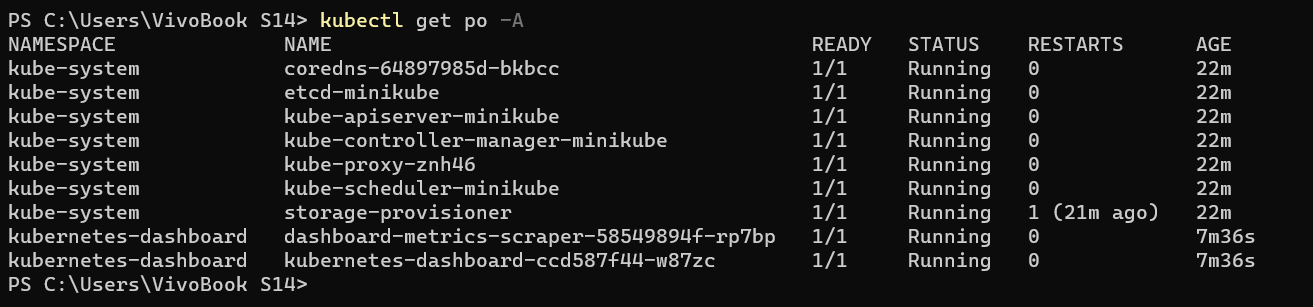 PS C:\Users\VivoBook S14> kubectl get po -A
NAMESPACE NAME READY STATUS RESTARTS AGE
kube-system coredns-64897985d-bkbcc 1/1 Running 0 22m
kube-system etcd-minikube 1/1 Running 0 22m
kube-system kube-apiserver-minikube 1/1 Running 0 22m
kube-system kube-controller-manager-minikube 1/1 Running 0 22m
kube-system kube-proxy-znh46 1/1 Running 0 22m
kube-system kube-scheduler-minikube 1/1 Running 0 22m
kube-system storage-provisioner 1/1 Running 1 (21m ago) 22m
kubernetes-dashboard dashboard-metrics-scraper-58549894f-rp7bp 1/1 Running 0 7m36s
kubernetes-dashboard kubernetes-dashboard-ccd587f44-w87zc 1/1 Running 0 7m36s
PS C:\Users\VivoBook S14>